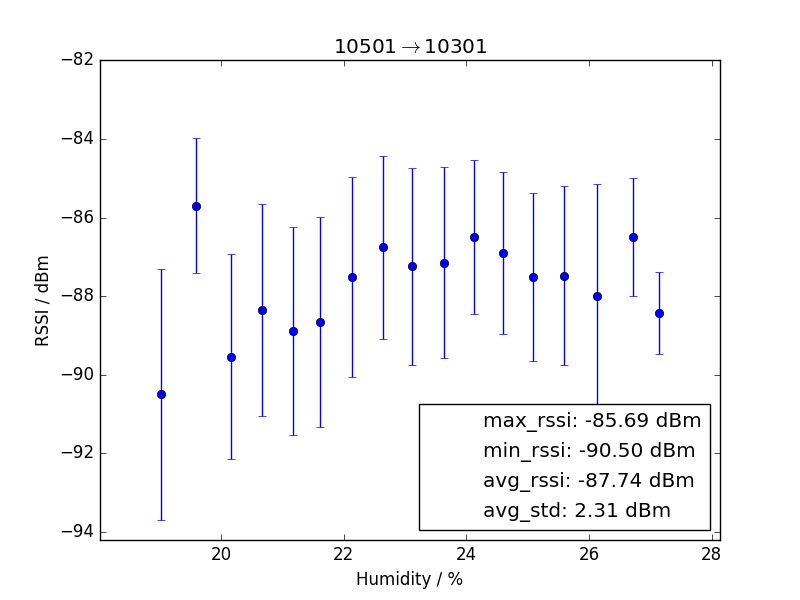 10501→10301
−82
−84
−86
−88
−90
−92
−94
RSSI / dBm
20
22
24
26
28
Humidity / %
max_rssi: -85.69 dBm
min_rssi: -90.50 dBm
avg_rssi: -87.74 dBm
avg_std: 2.31 dBm